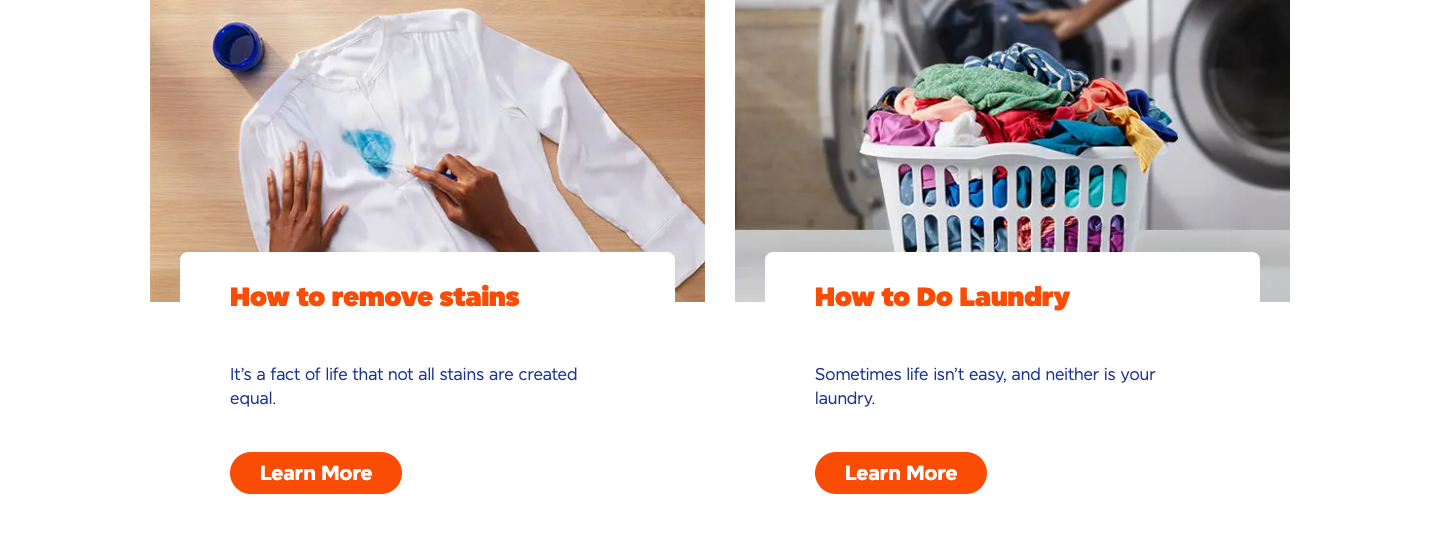 How to remove stains
It’s a fact of life that not all stains are created
equal.
Learn More
How to Do Laundry
Sometimes life isn’t easy, and neither is your
laundry.
Learn More